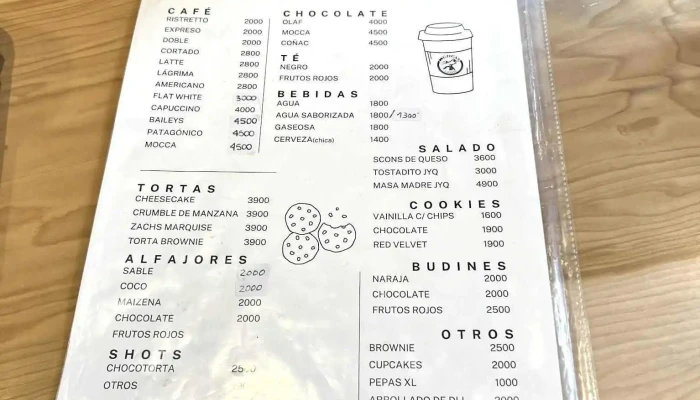 CAFÉ
RISTRETTO 2000
EXPRESO 2000
DOBLE 2000
CORTADO 2800
LATTE 2800
LÁGRIMA 2800
AMERICANO 2800
FLAT WHITE 3000
CAPUCCINO 4000
BAILEYS 4500
PATAGÓNICO 4500
MOCCA 4500
CHOCOLATE
OLAF 4000
MOCCA 4500
COÑAC 4500
TÉ
NEGRO 2000
FRUTOS ROJOS 2000
BEBIDAS
AGUA 1800
AGUA SABORIZADA 1800/1300
GASEOSA 1800
CERVEZA(chica) 1400
TORTAS
CHEESECAKE 3900
CRUMBLE DE MANZANA 3900
ZACHS MARQUISE 3900
TORTA BROWNIE 3900
ALFAJORES
SABLE 2000
COCO 2000
MAIZENA 2000
CHOCOLATE 2000
FRUTOS ROJOS
SHOTS
CHOCOTORTA
OTROS
SALADO
SCONS DE QUESO 3600
TOSTADITO JYQ 3000
MASA MADRE JYQ 4900
COOKIES
VAINILLA C/ CHIPS 1600
CHOCOLATE 1900
RED VELVET 1900
BUDINES
NARAJA 2000
CHOCOLATE 2000
FRUTOS ROJOS 2500
OTROS
BROWNIE 2500
CUPCAKES 2000
PEPAS XL 1000
ARROLLADO DE